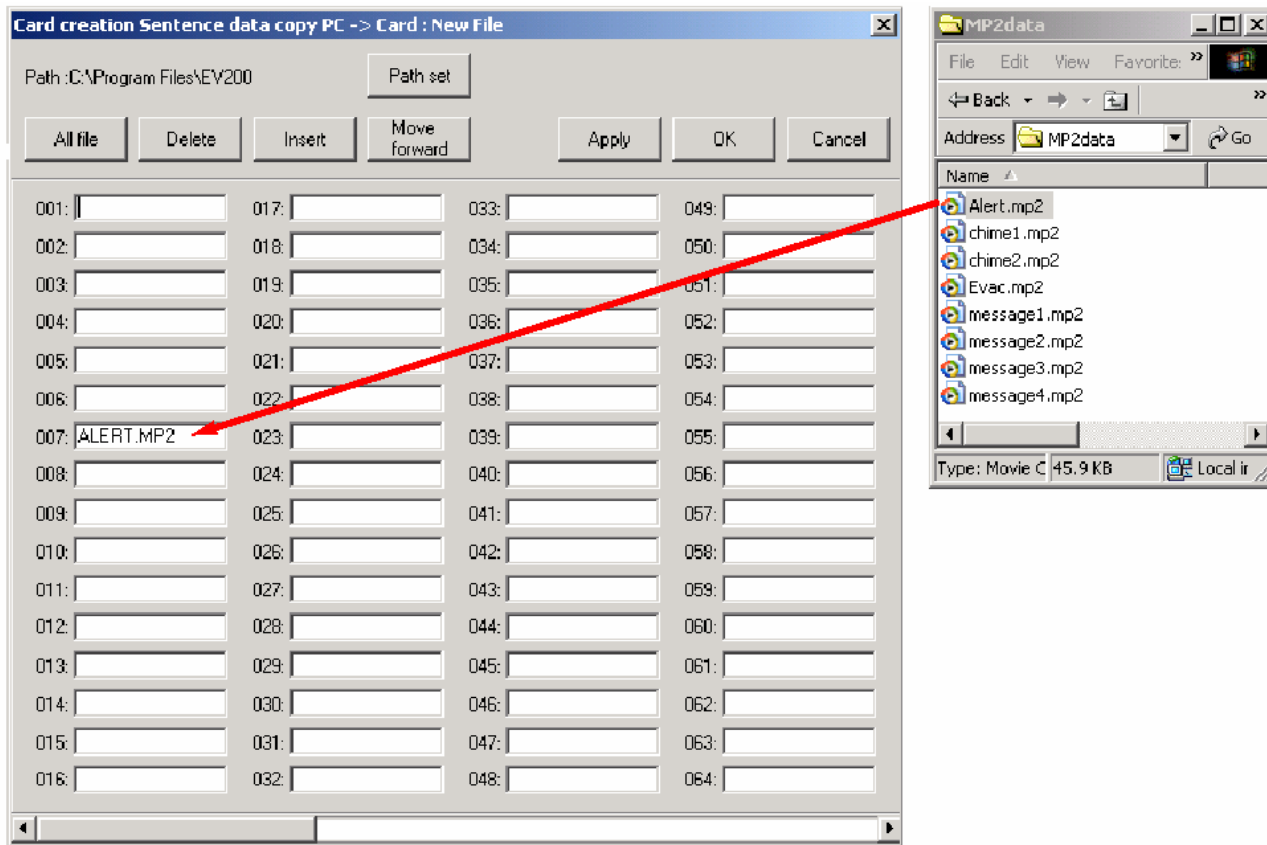 Card creation Sentence data copy PC -> Card : New File
Path :C:\Program Files\EV200
Path set
All file
Delete
Insert
Move
forward
Apply
OK
Cancel
001:
002:
003:
004:
005:
006:
007: ALERT.MP2
008:
009:
010:
011:
012:
013:
014:
015:
016:
017:
018:
019:
020:
021:
022:
023:
024:
025:
026:
027:
028:
029:
030:
031:
032:
033:
034:
035:
036:
037:
038:
039:
040:
041:
042:
043:
044:
045:
046:
047:
048:
049:
050:
051:
052:
053:
054:
055:
056:
057:
058:
059:
060:
061:
062:
063:
064:
MP2data
File Edit View Favorite: »
Back »
Address MP2data Go
Name
Alert.mp2
chime1.mp2
chime2.mp2
Evac.mp2
message1.mp2
message2.mp2
message3.mp2
message4.mp2
Type: Movie C 45.9 KB Local ir